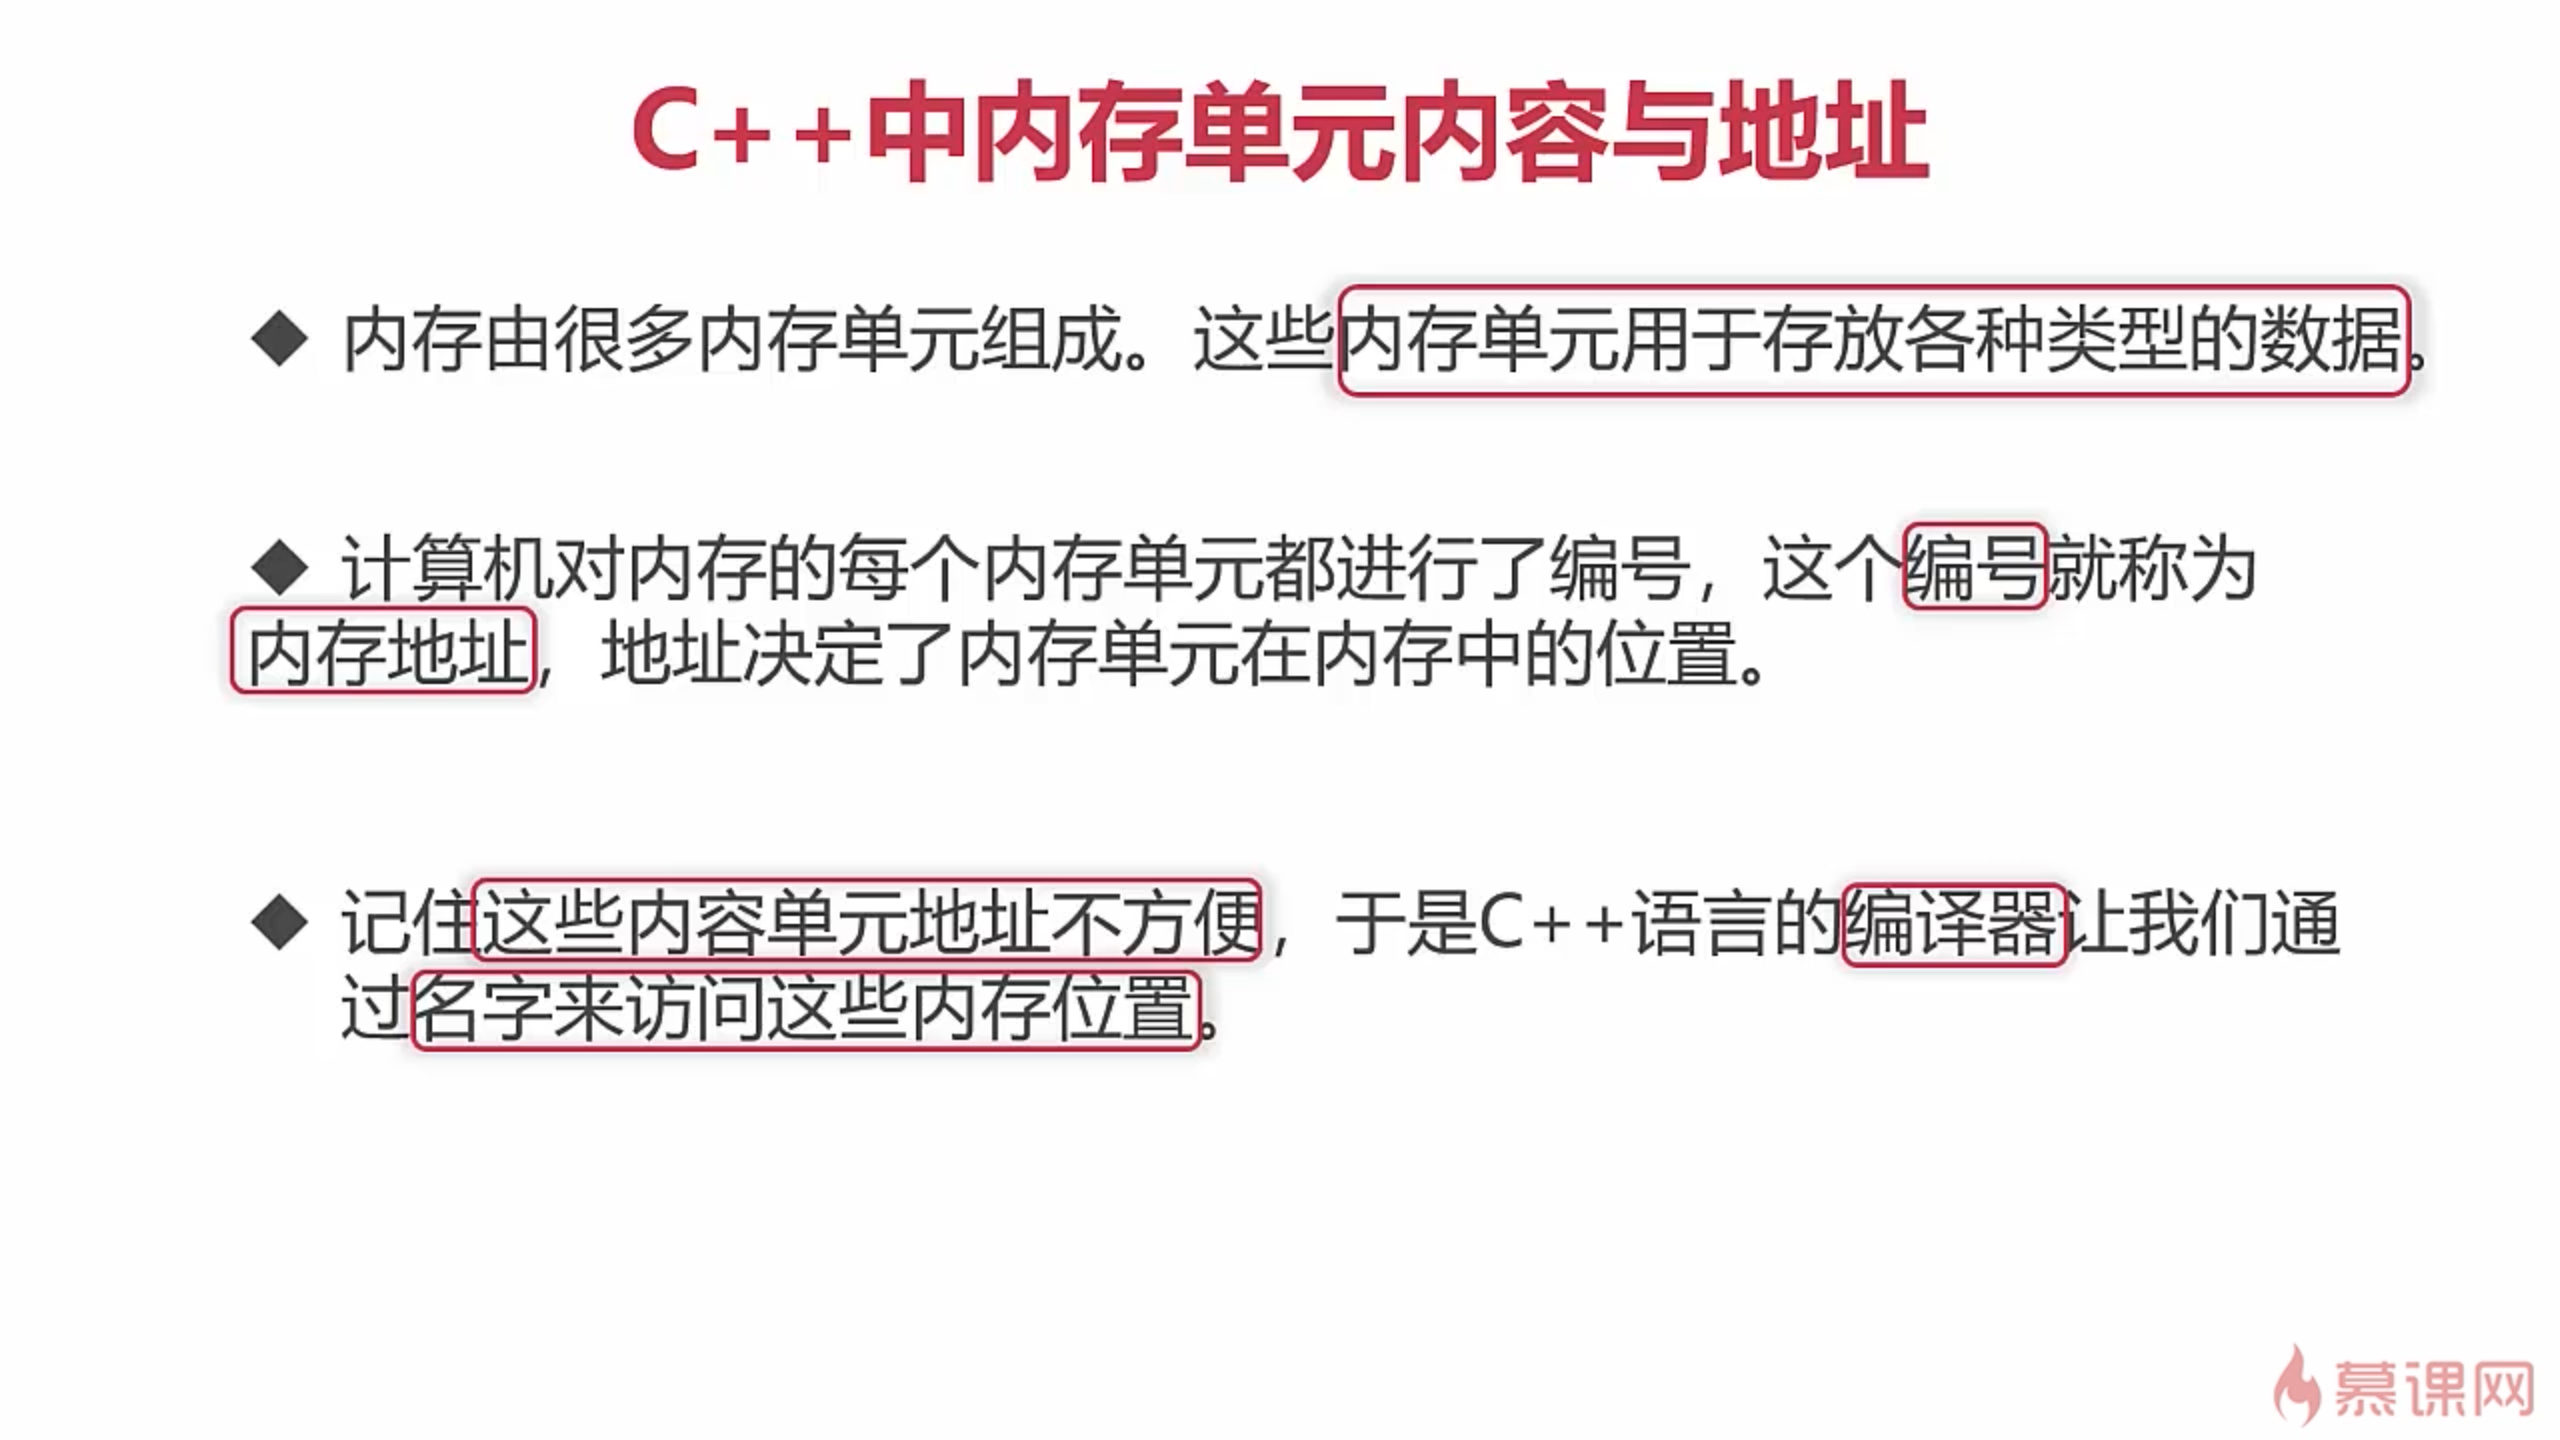 C++中内存单元内容与地址
◆ 内存由很多内存单元组成。这些内存单元用于存放各种类型的数据。
◆ 计算机对内存的每个内存单元都进行了编号，这个编号就称为
内存地址，地址决定了内存单元在内存中的位置。
◆ 记住这些内容单元地址不方便，于是C++语言的编译器让我们通
过名字来访问这些内存位置。
慕课网